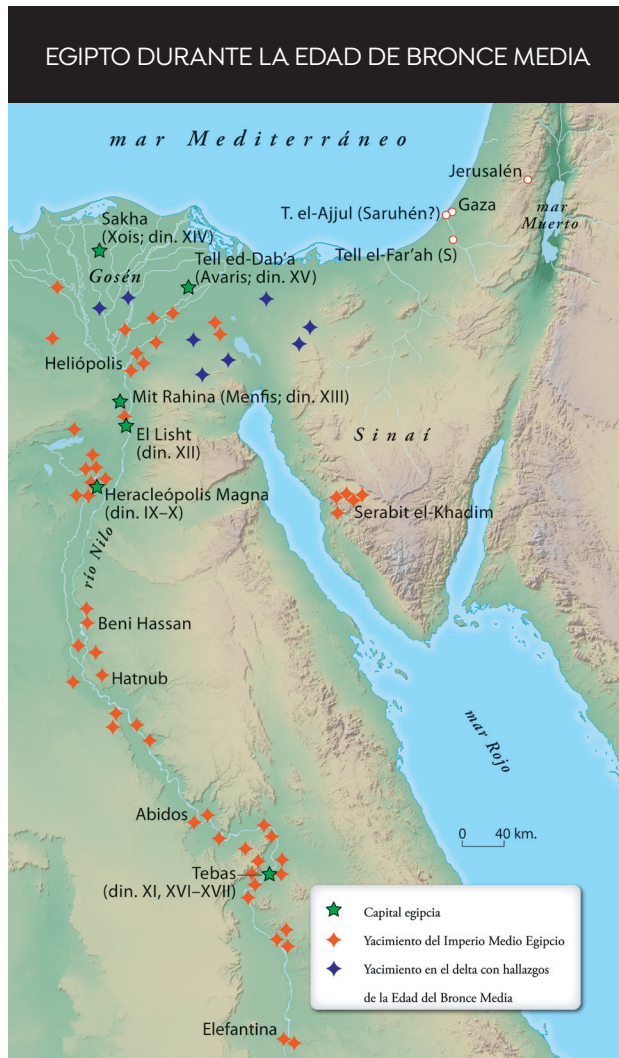 EGIPTO DURANTE LA EDAD DE BRONCE MEDIA
mar Mediterráneo
Jerusalén
Gaza
T. el-Ajjul (Saruhén?)
mar
Muerto
Sakha
(Xois; din. XIV)
Tell el-Far'ah (S)
Tell ed-Dab'a
(Avaris; din. XV)
Gosén
Heliópolis
Mit Rahina (Menfis; din. XIII)
El Lisht
(din. XII)
Sinaí
Heracleópolis Magna
(din. IX–X)
Serabit el-Khadim
río Nilo
Beni Hassan
Hatnub
mar Rojo
Abidos
0 40 km.
Tebas
(din. XI, XVI–XVII)
Capital egipcia
Yacimiento del Imperio Medio Egipcio
Yacimiento en el delta con hallazgos
de la Edad del Bronce Media
Elefantina